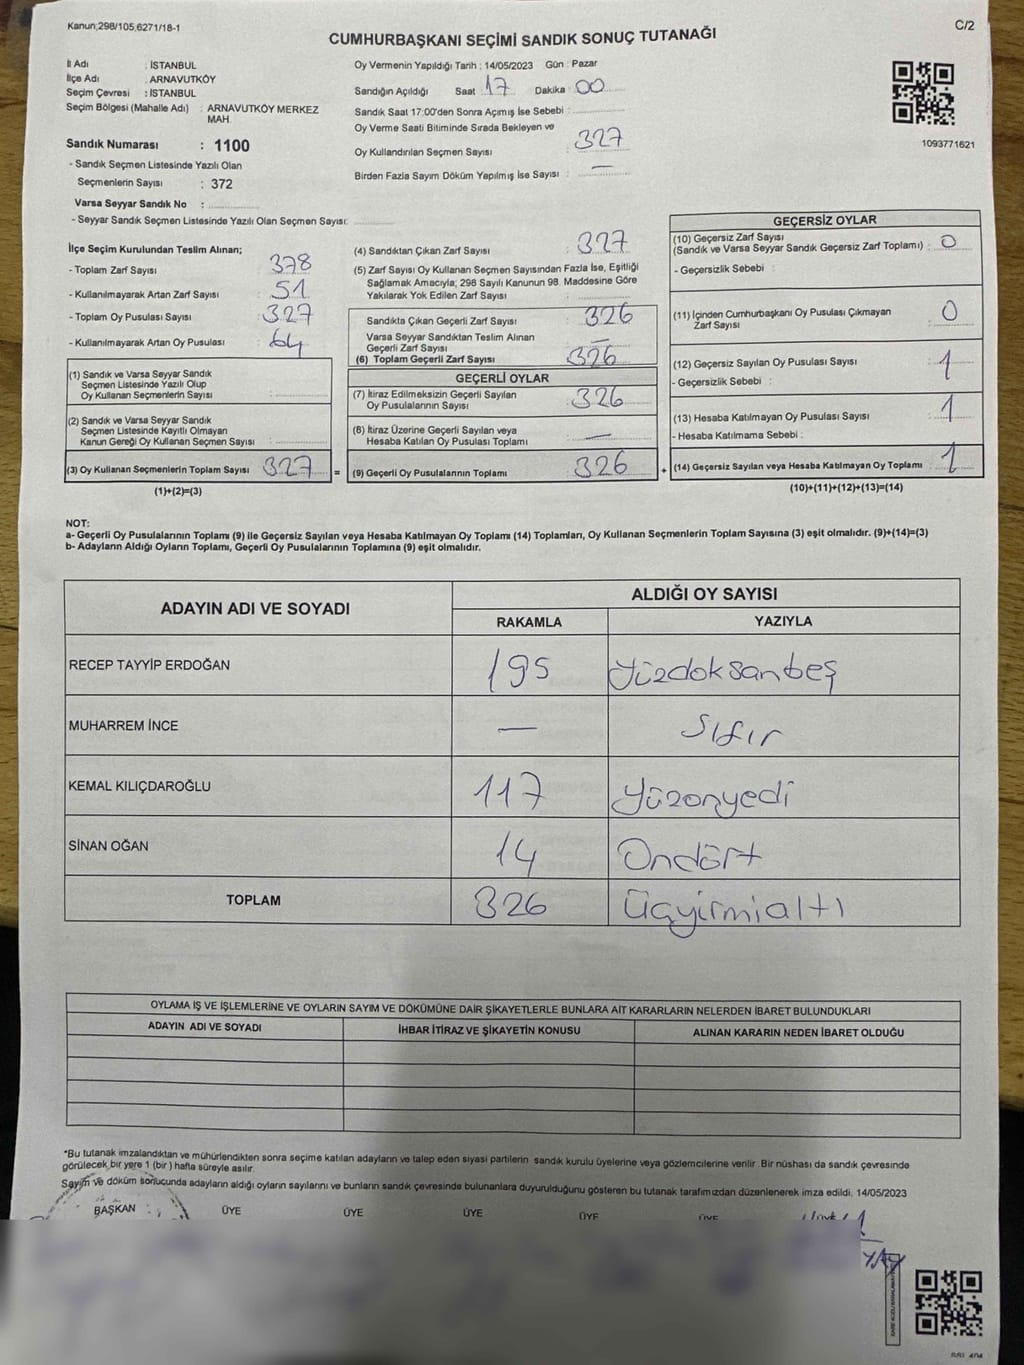 Kanun;298/105,6271/18-1
C/2
CUMHURBAŞKANI SEÇİMİ SANDIK SONUÇ TUTANAĞI
İl Adı : İSTANBUL
İlçe Adı : ARNAVUTKÖY
Seçim Çevresi : İSTANBUL
Seçim Bölgesi (Mahalle Adı) : ARNAVUTKÖY MERKEZ
MAH.
Sandık Numarası : 1100
- Sandık Seçmen Listesinde Yazılı Olan
Seçmenlerin Sayısı : 372
Varsa Seyyar Sandık No :
- Seyyar Sandık Seçmen Listesinde Yazılı Olan Seçmen Sayısı:
Oy Vermenin Yapıldığı Tarih : 14/05/2023 Gün : Pazar
Sandığın Açıldığı Saat 17 Dakika : 00
Sandık Saat 17:00'den Sonra Açımış İse Sebebi :
Oy Verme Saati Bitiminde Sırada Bekleyen ve
Oy Kullandırılan Seçmen Sayısı : 327
Birden Fazla Sayım Döküm Yapılmış İse Sayısı : —
1093771621
İlçe Seçim Kurulundan Teslim Alınan;
- Toplam Zarf Sayısı : 378
- Kullanılmayarak Artan Zarf Sayısı : 51
- Toplam Oy Pusulası Sayısı : 327
- Kullanılmayarak Artan Oy Pusulası : 64
(1) Sandık ve Varsa Seyyar Sandık
Seçmen Listesinde Yazılı Olup
Oy Kullanan Seçmenlerin Sayısı :
(2) Sandık ve Varsa Seyyar Sandık
Seçmen Listesinde Kayıtlı Olmayan
Kanun Gereği Oy Kullanan Seçmen Sayısı :
(3) Oy Kullanan Seçmenlerin Toplam Sayısı 327 =
(1)+(2)=(3)
(4) Sandıktan Çıkan Zarf Sayısı : 327
(5) Zarf Sayısı Oy Kullanan Seçmen Sayısından Fazla İse, Eşitliği
Sağlamak Amacıyla; 298 Sayılı Kanunun 98. Maddesine Göre
Yakılarak Yok Edilen Zarf Sayısı :
Sandıkta Çıkan Geçerli Zarf Sayısı : 326
Varsa Seyyar Sandıktan Teslim Alınan
Geçerli Zarf Sayısı : —
(6) Toplam Geçerli Zarf Sayısı : 326
GEÇERLİ OYLAR
(7) İtiraz Edilmeksizin Geçerli Sayılan
Oy Pusulalarının Sayısı : 326
(8) İtiraz Üzerine Geçerli Sayılan veya
Hesaba Katılan Oy Pusulası Toplamı : —
(9) Geçerli Oy Pusulalarının Toplamı : 326 +
GEÇERSİZ OYLAR
(10) Geçersiz Zarf Sayısı
(Sandık ve Varsa Seyyar Sandık Geçersiz Zarf Toplamı) : 0
- Geçersizlik Sebebi :
(11) İçinden Cumhurbaşkanı Oy Pusulası Çıkmayan
Zarf Sayısı : 0
(12) Geçersiz Sayılan Oy Pusulası Sayısı : 1
- Geçersizlik Sebebi :
(13) Hesaba Katılmayan Oy Pusulası Sayısı : 1
- Hesaba Katılmama Sebebi :
(14) Geçersiz Sayılan veya Hesaba Katılmayan Oy Toplamı : 1
(10)+(11)+(12)+(13)=(14)
NOT:
a- Geçerli Oy Pusulalarının Toplamı (9) ile Geçersiz Sayılan veya Hesaba Katılmayan Oy Toplamı (14) Toplamları, Oy Kullanan Seçmenlerin Toplam Sayısına (3) eşit olmalıdır. (9)+(14)=(3)
b- Adayların Aldığı Oyların Toplamı, Geçerli Oy Pusulalarının Toplamına (9) eşit olmalıdır.
ADAYIN ADI VE SOYADI
ALDIĞI OY SAYISI
RAKAMLA YAZIYLA
RECEP TAYYİP ERDOĞAN 195 Yüzdoksanbeş
MUHARREM İNCE — Sıfır
KEMAL KILIÇDAROĞLU 117 Yüzonyedi
SİNAN OĞAN 14 Ondört
TOPLAM 326 Üçyirmialtı
OYLAMA İŞ VE İŞLEMLERİNE VE OYLARIN SAYIM VE DÖKÜMÜNE DAİR ŞİKAYETLERLE BUNLARA AİT KARARLARIN NELERDEN İBARET BULUNDUKLARI
ADAYIN ADI VE SOYADI İHBAR İTİRAZ VE ŞİKAYETİN KONUSU ALINAN KARARIN NEDEN İBARET OLDUĞU
*Bu tutanak imzalandıktan ve mühürlendikten sonra seçime katılan adayların ve talep eden siyasi partilerin sandık kurulu üyelerine veya gözlemcilerine verilir. Bir nüshası da sandık çevresinde
görülecek bir yere 1 (bir) hafta süreyle asılır.
Sayım ve döküm sonucunda adayların aldığı oyların sayılarını ve bunların sandık çevresinde bulunanlara duyurulduğunu gösteren bu tutanak tarafımızdan düzenlenerek imza edildi. 14/05/2023
BAŞKAN ÜYE ÜYE ÜYE ÜYE ÜYE